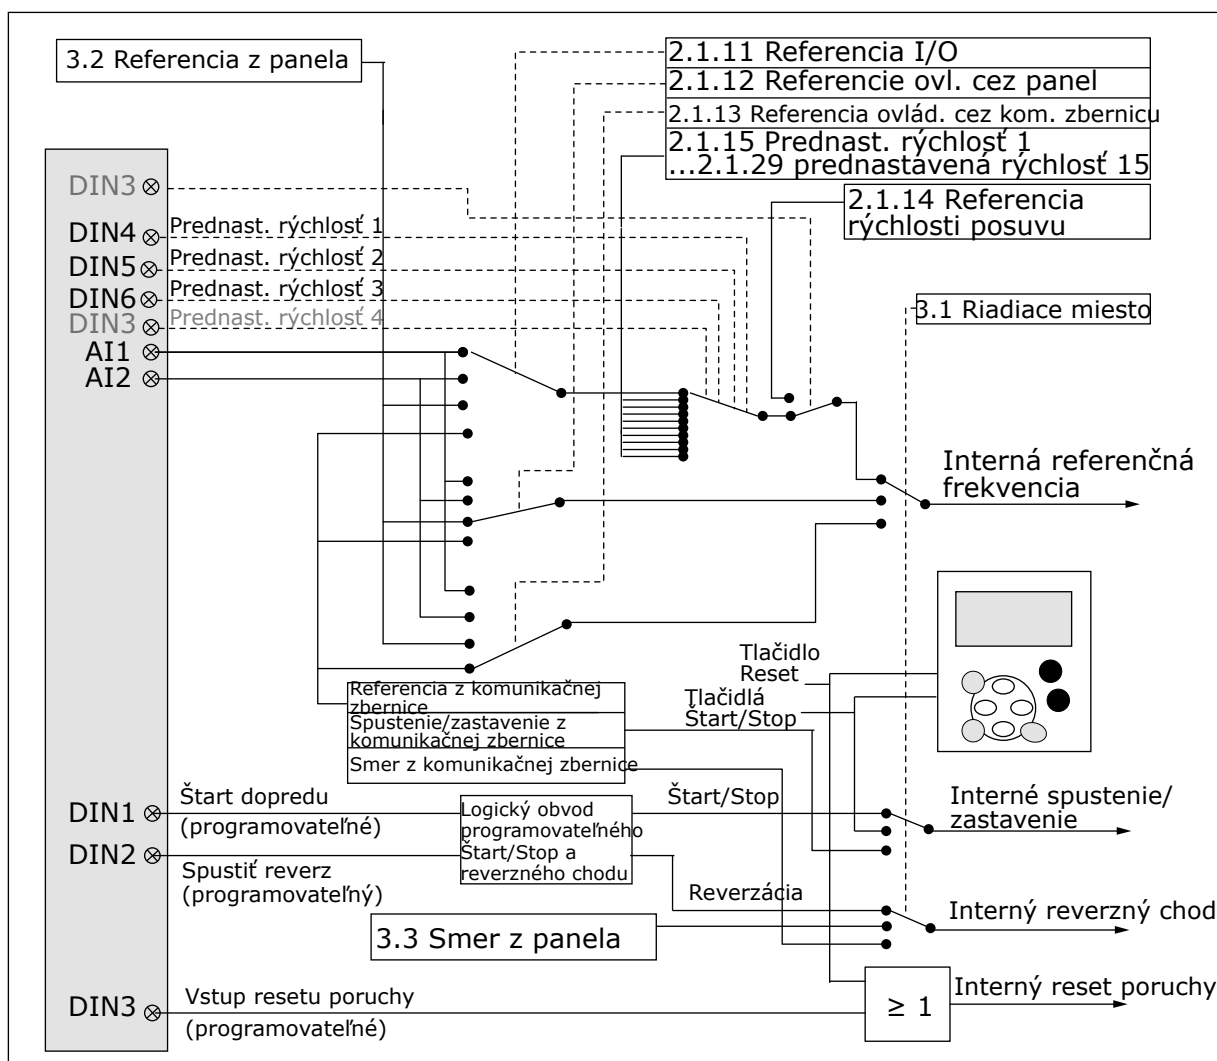 3.2 Referencia z panela
2.1.11 Referencia I/O
2.1.12 Referencie ovl. cez panel
2.1.13 Referencia ovlád. cez kom. zbernicu
2.1.15 Prednast. rýchlosť 1
...2.1.29 prednastavená rýchlosť 15
2.1.14 Referencia
rýchlosti posuvu
3.1 Riadiace miesto
DIN3
DIN4
Prednast. rýchlosť 1
DIN5
Prednast. rýchlosť 2
DIN6
Prednast. rýchlosť 3
DIN3
Prednast. rýchlosť 4
AI1
AI2
Interná referenčná
frekvencia
Tlačidlo
Reset
Tlačidlá
Štart/Stop
Referencia z komunikačnej
zbernice
Spustenie/zastavenie z
komunikačnej zbernice
Smer z komunikačnej zbernice
DIN1
Štart dopredu
(programovateľné)
DIN2
Spustiť reverz
(programovateľný)
Logický obvod
programovateľného
Štart/Stop a
reverzného chodu
Štart/Stop
Reverzácia
Interné spustenie/
zastavenie
3.3 Smer z panela
Interný reverzný chod
DIN3
Vstup resetu poruchy
(programovateľné)
≥ 1
Interný reset poruchy